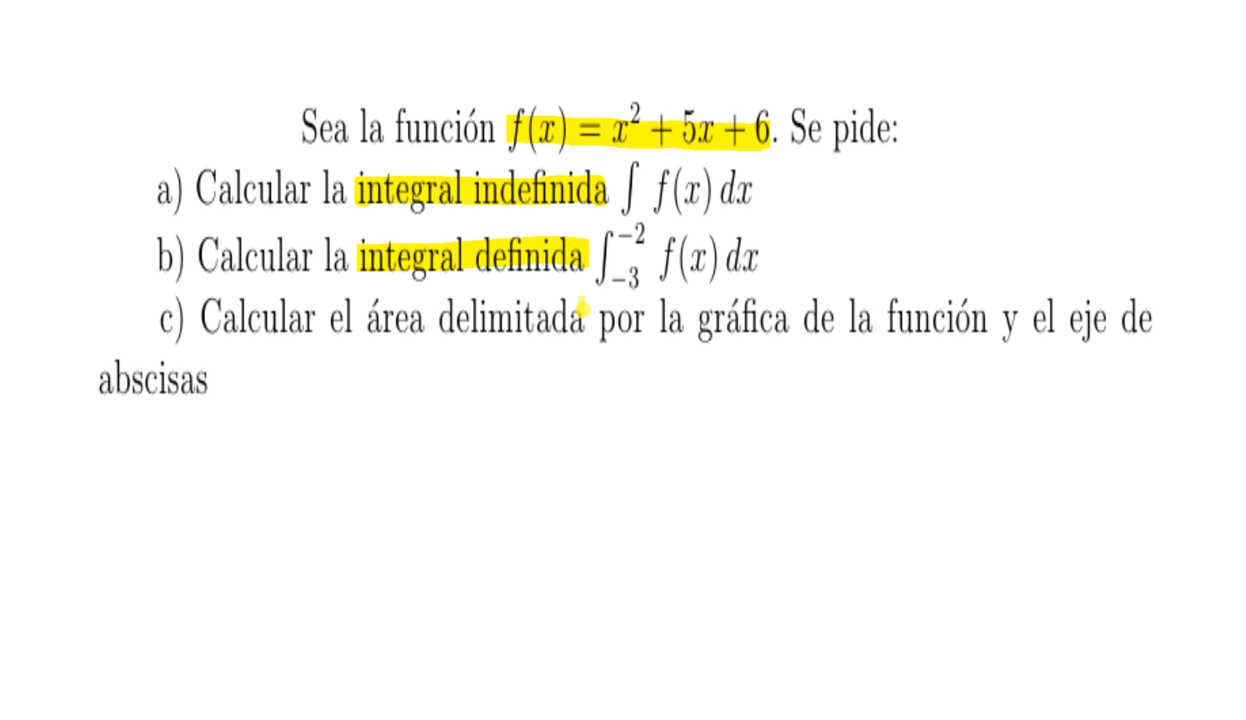 Sea la función f(x) = x² + 5x + 6. Se pide:
a) Calcular la integral indefinida ∫ f(x) dx
b) Calcular la integral definida ∫₋₃⁻² f(x) dx
c) Calcular el área delimitada por la gráfica de la función y el eje de
abscisas